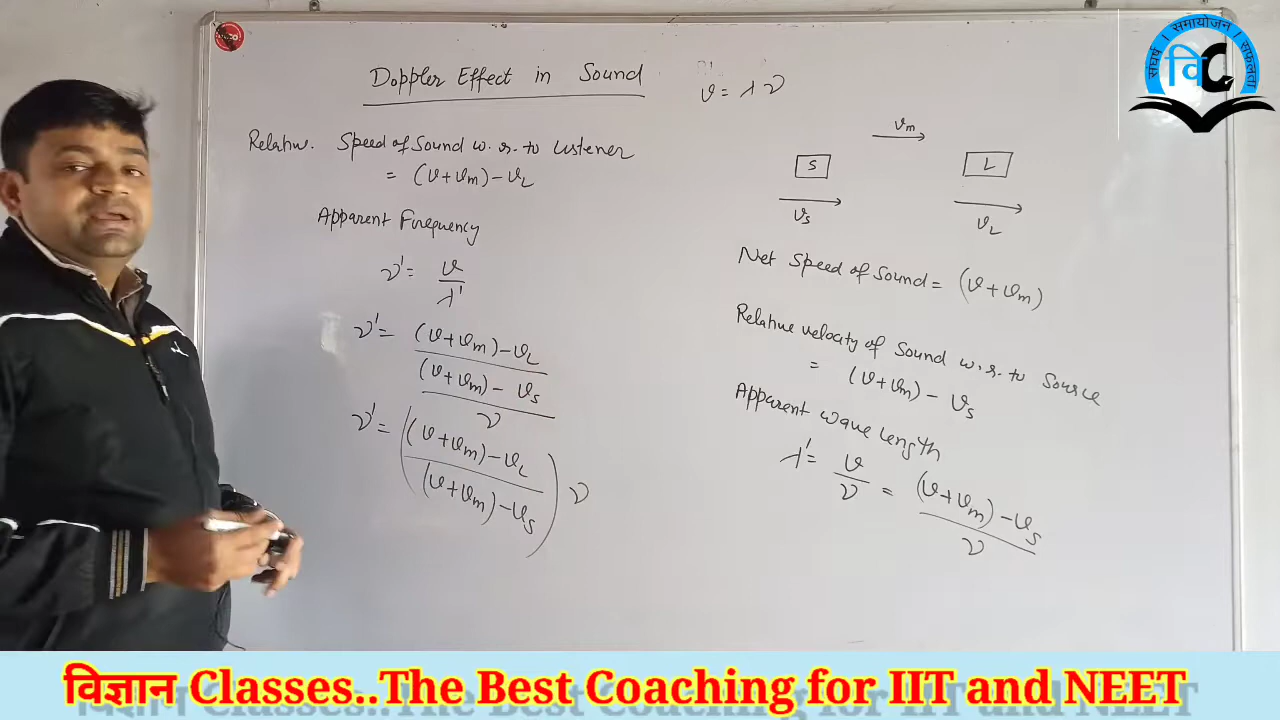 Doppler Effect in Sound
v = λν
Relative. Speed of Sound w.r. to Listener
= (v+vm) - vL
Apparent Frequency
ν' = v / λ'
ν' = (v+vm) - vL / (v+vm) - vs / ν
ν' = ((v+vm) - vL / (v+vm) - vs) ν
vm
S
L
vs
vL
Net Speed of Sound = (v+vm)
Relative velocity of Sound w.r. to Source
= (v+vm) - vs
Apparent wave length
λ' = v / ν = (v+vm) - vs / ν
संघर्ष । समायोजन । सफलता
वि C
विज्ञान Classes..The Best Coaching for IIT and NEET